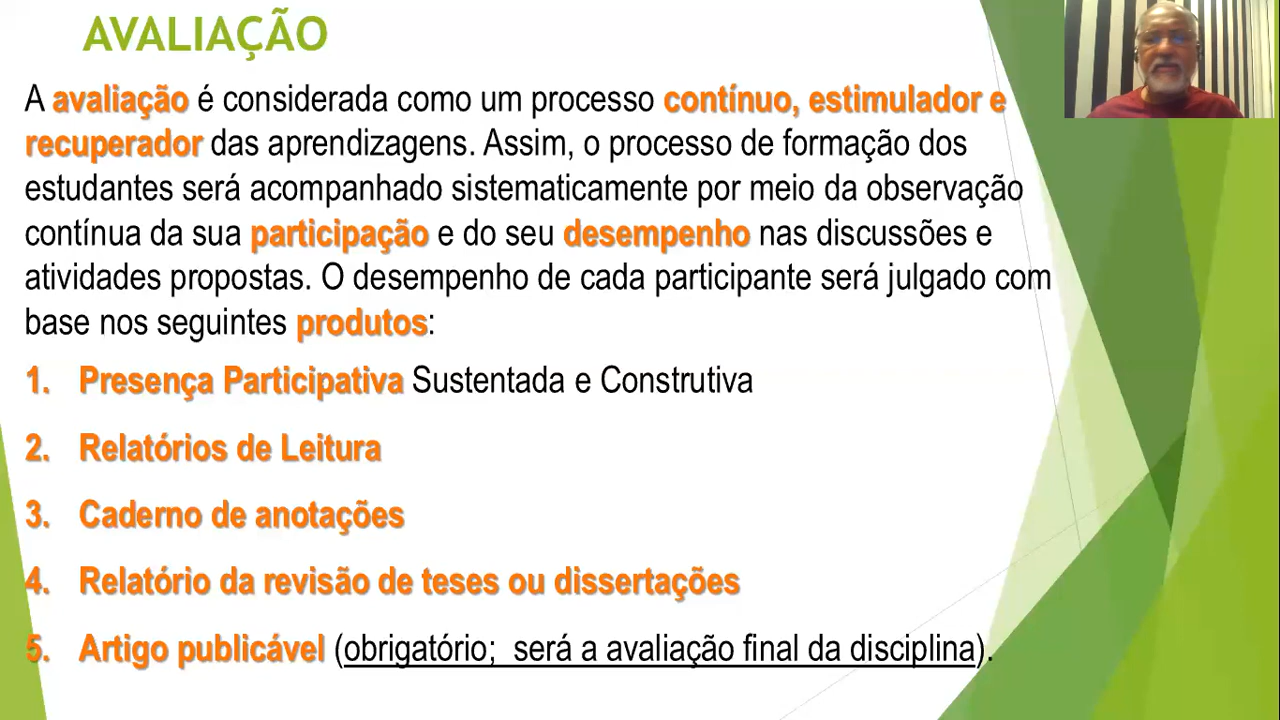 AVALIAÇÃO
A avaliação é considerada como um processo contínuo, estimulador e
recuperador das aprendizagens. Assim, o processo de formação dos
estudantes será acompanhado sistematicamente por meio da observação
contínua da sua participação e do seu desempenho nas discussões e
atividades propostas. O desempenho de cada participante será julgado com
base nos seguintes produtos:
1. Presença Participativa Sustentada e Construtiva
2. Relatórios de Leitura
3. Caderno de anotações
4. Relatório da revisão de teses ou dissertações
5. Artigo publicável (obrigatório; será a avaliação final da disciplina).